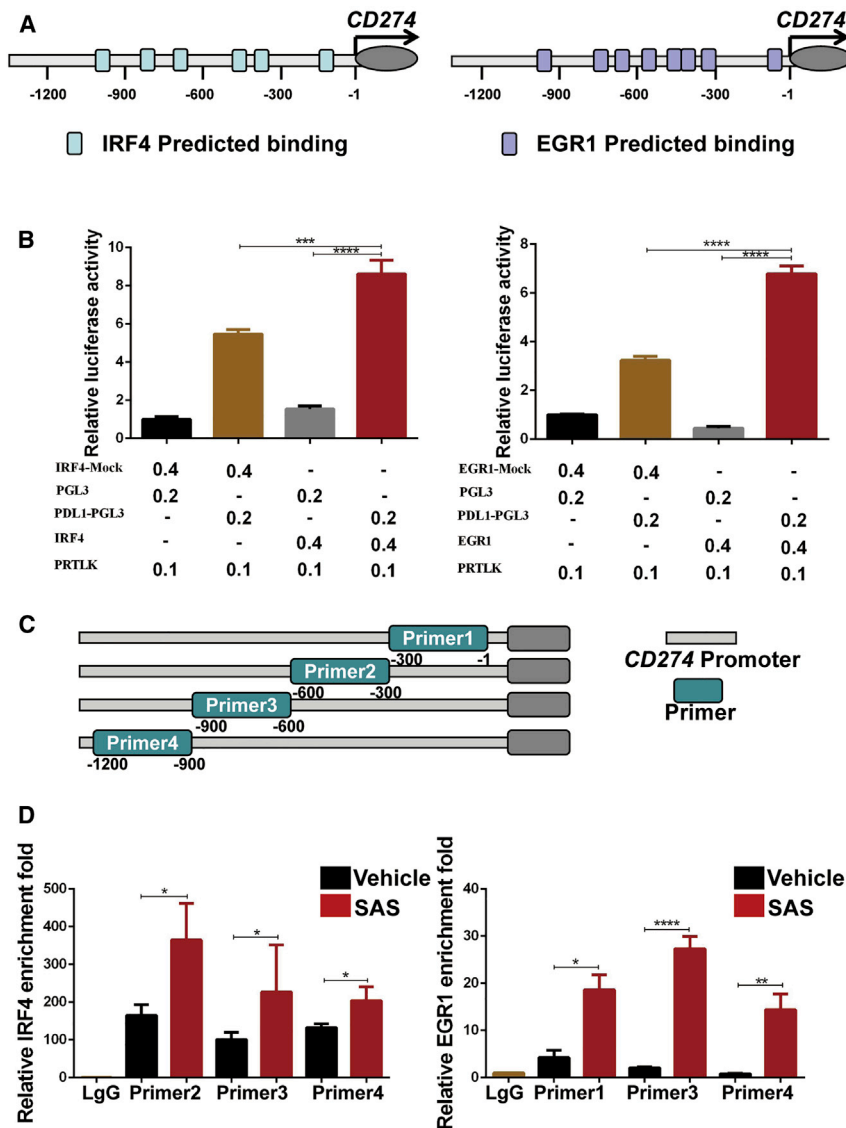 A
CD274
CD274
-1200 -900 -600 -300 -1
-1200 -900 -600 -300 -1
IRF4 Predicted binding
EGR1 Predicted binding
B
Relative luciferase activity
10
8
6
4
2
0
***
****
IRF4-Mock 0.4 0.4 - -
PGL3 0.2 - 0.2 -
PDL1-PGL3 - 0.2 - 0.2
IRF4 - - 0.4 0.4
PRTLK 0.1 0.1 0.1 0.1
Relative luciferase activity
8
6
4
2
0
****
****
EGR1-Mock 0.4 0.4 - -
PGL3 0.2 - 0.2 -
PDL1-PGL3 - 0.2 - 0.2
EGR1 - - 0.4 0.4
PRTLK 0.1 0.1 0.1 0.1
C
Primer1
-300 -1
Primer2
-600 -300
Primer3
-900 -600
Primer4
-1200 -900
CD274 Promoter
Primer
D
Relative IRF4 enrichment fold
500
400
300
200
100
0
Vehicle
SAS
*
*
*
LgG Primer2 Primer3 Primer4
Relative EGR1 enrichment fold
40
30
20
10
0
Vehicle
SAS
*
****
**
LgG Primer1 Primer3 Primer4